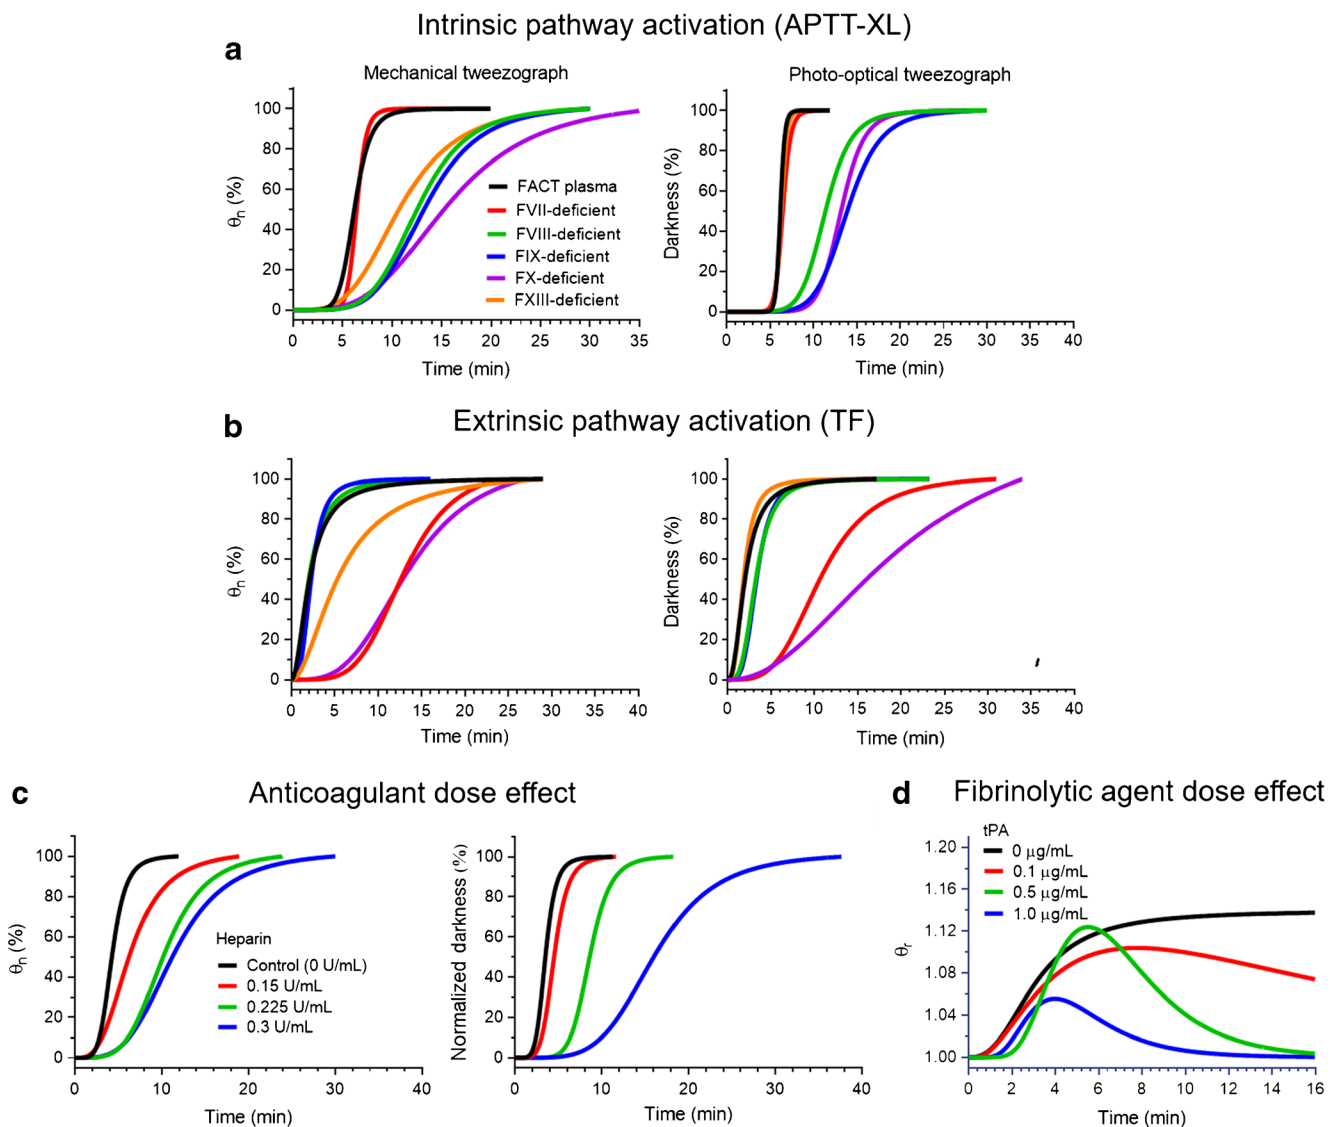 Intrinsic pathway activation (APTT-XL)
a
Mechanical tweezograph
Photo-optical tweezograph
θn (%)
100
80
60
40
20
0
FACT plasma
FVII-deficient
FVIII-deficient
FIX-deficient
FX-deficient
FXIII-deficient
0 5 10 15 20 25 30 35
Time (min)
Darkness (%)
100
80
60
40
20
0
0 5 10 15 20 25 30 35 40
Time (min)
b
Extrinsic pathway activation (TF)
θn (%)
100
80
60
40
20
0
0 5 10 15 20 25 30 35 40
Time (min)
Darkness (%)
100
80
60
40
20
0
0 5 10 15 20 25 30 35 40
Time (min)
c
Anticoagulant dose effect
θn (%)
100
80
60
40
20
0
Heparin
Control (0 U/mL)
0.15 U/mL
0.225 U/mL
0.3 U/mL
0 10 20 30 40
Time (min)
Normalized darkness (%)
100
80
60
40
20
0
0 10 20 30 40
Time (min)
d
Fibrinolytic agent dose effect
tPA
0 µg/mL
0.1 µg/mL
0.5 µg/mL
1.0 µg/mL
θr
1.20
1.16
1.12
1.08
1.04
1.00
0 2 4 6 8 10 12 14 16
Time (min)